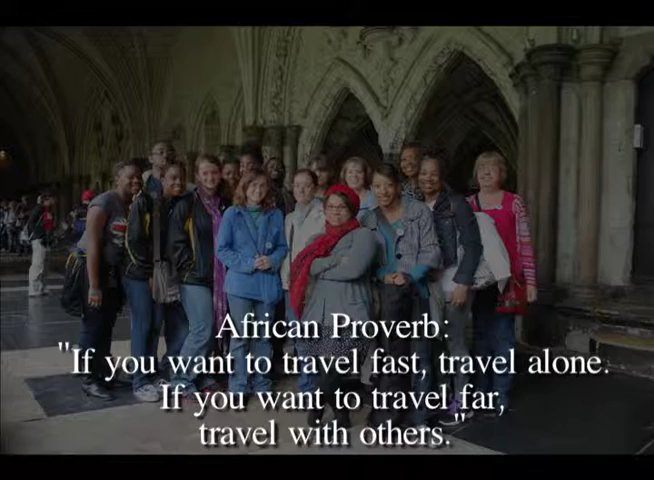 African Proverb:
"If you want to travel fast, travel alone.
If you want to travel far,
travel with others."